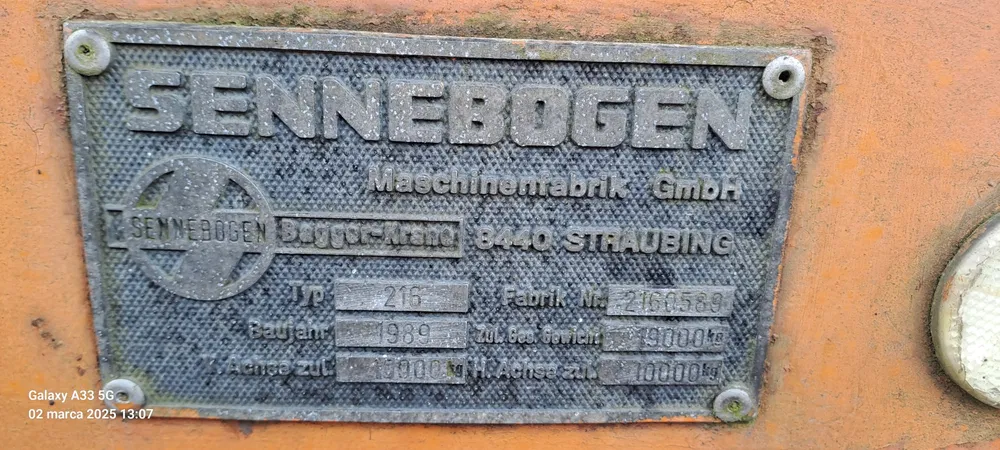 SENNEBOGEN
Maschinenfabrik GmbH
SENNEBOGEN Bagger-Krane 8440 STRAUBING
Typ 216 Fabrik Nr. 2160589
Baujahr 1989 Zul. Ges. Gewicht 19000 kg
V. Achse zul. 10000 kg H. Achse zul. 10000 kg
Galaxy A33 5G
02 marca 2025 13:07